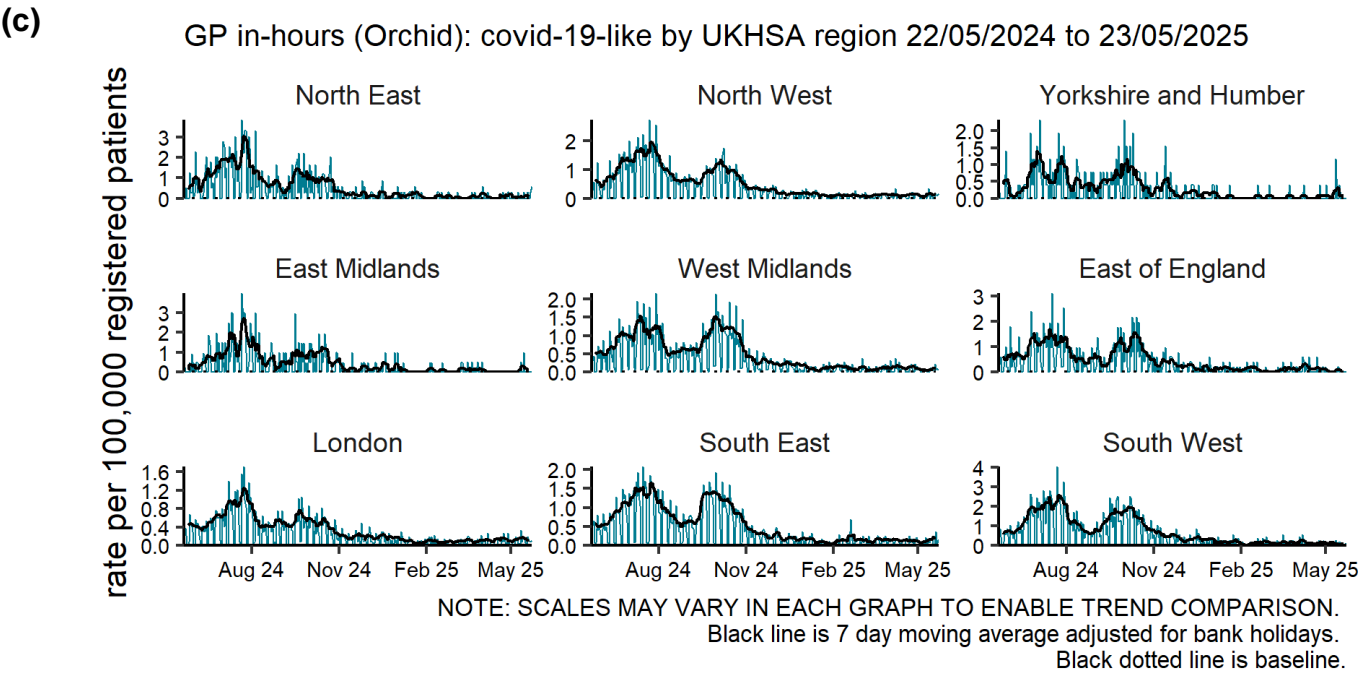 (c)
GP in-hours (Orchid): covid-19-like by UKHSA region 22/05/2024 to 23/05/2025
rate per 100,000 registered patients
North East
3
2
1
0
North West
2
1
0
Yorkshire and Humber
2.0
1.5
1.0
0.5
0.0
East Midlands
3
2
1
0
West Midlands
2.0
1.5
1.0
0.5
0.0
East of England
3
2
1
0
London
1.6
1.2
0.8
0.4
0.0
South East
2.0
1.5
1.0
0.5
0.0
South West
4
3
2
1
0
Aug 24 Nov 24 Feb 25 May 25
Aug 24 Nov 24 Feb 25 May 25
Aug 24 Nov 24 Feb 25 May 25
NOTE: SCALES MAY VARY IN EACH GRAPH TO ENABLE TREND COMPARISON.
Black line is 7 day moving average adjusted for bank holidays.
Black dotted line is baseline.